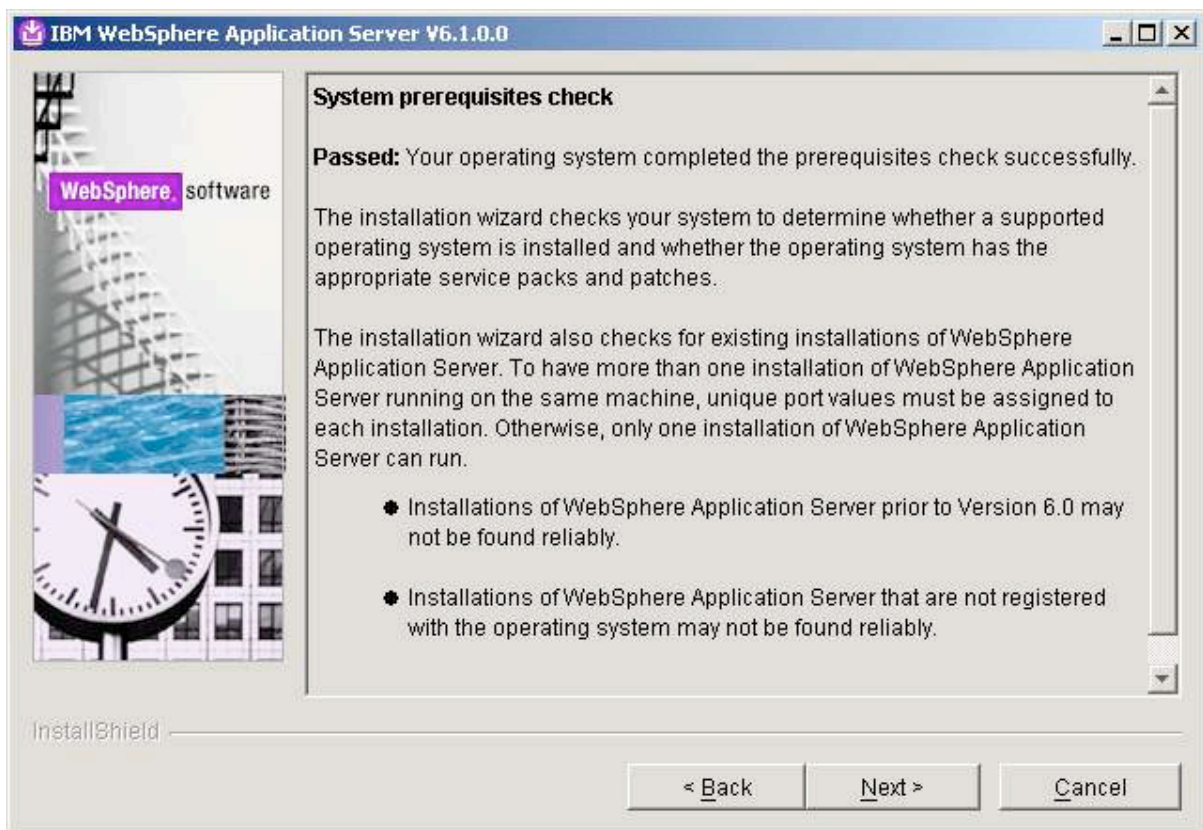 IBM WebSphere Application Server V6.1.0.0
WebSphere. software
System prerequisites check
Passed: Your operating system completed the prerequisites check successfully.
The installation wizard checks your system to determine whether a supported
operating system is installed and whether the operating system has the
appropriate service packs and patches.
The installation wizard also checks for existing installations of WebSphere
Application Server. To have more than one installation of WebSphere Application
Server running on the same machine, unique port values must be assigned to
each installation. Otherwise, only one installation of WebSphere Application
Server can run.
● Installations of WebSphere Application Server prior to Version 6.0 may
not be found reliably.
● Installations of WebSphere Application Server that are not registered
with the operating system may not be found reliably.
InstallShield
< Back
Next >
Cancel